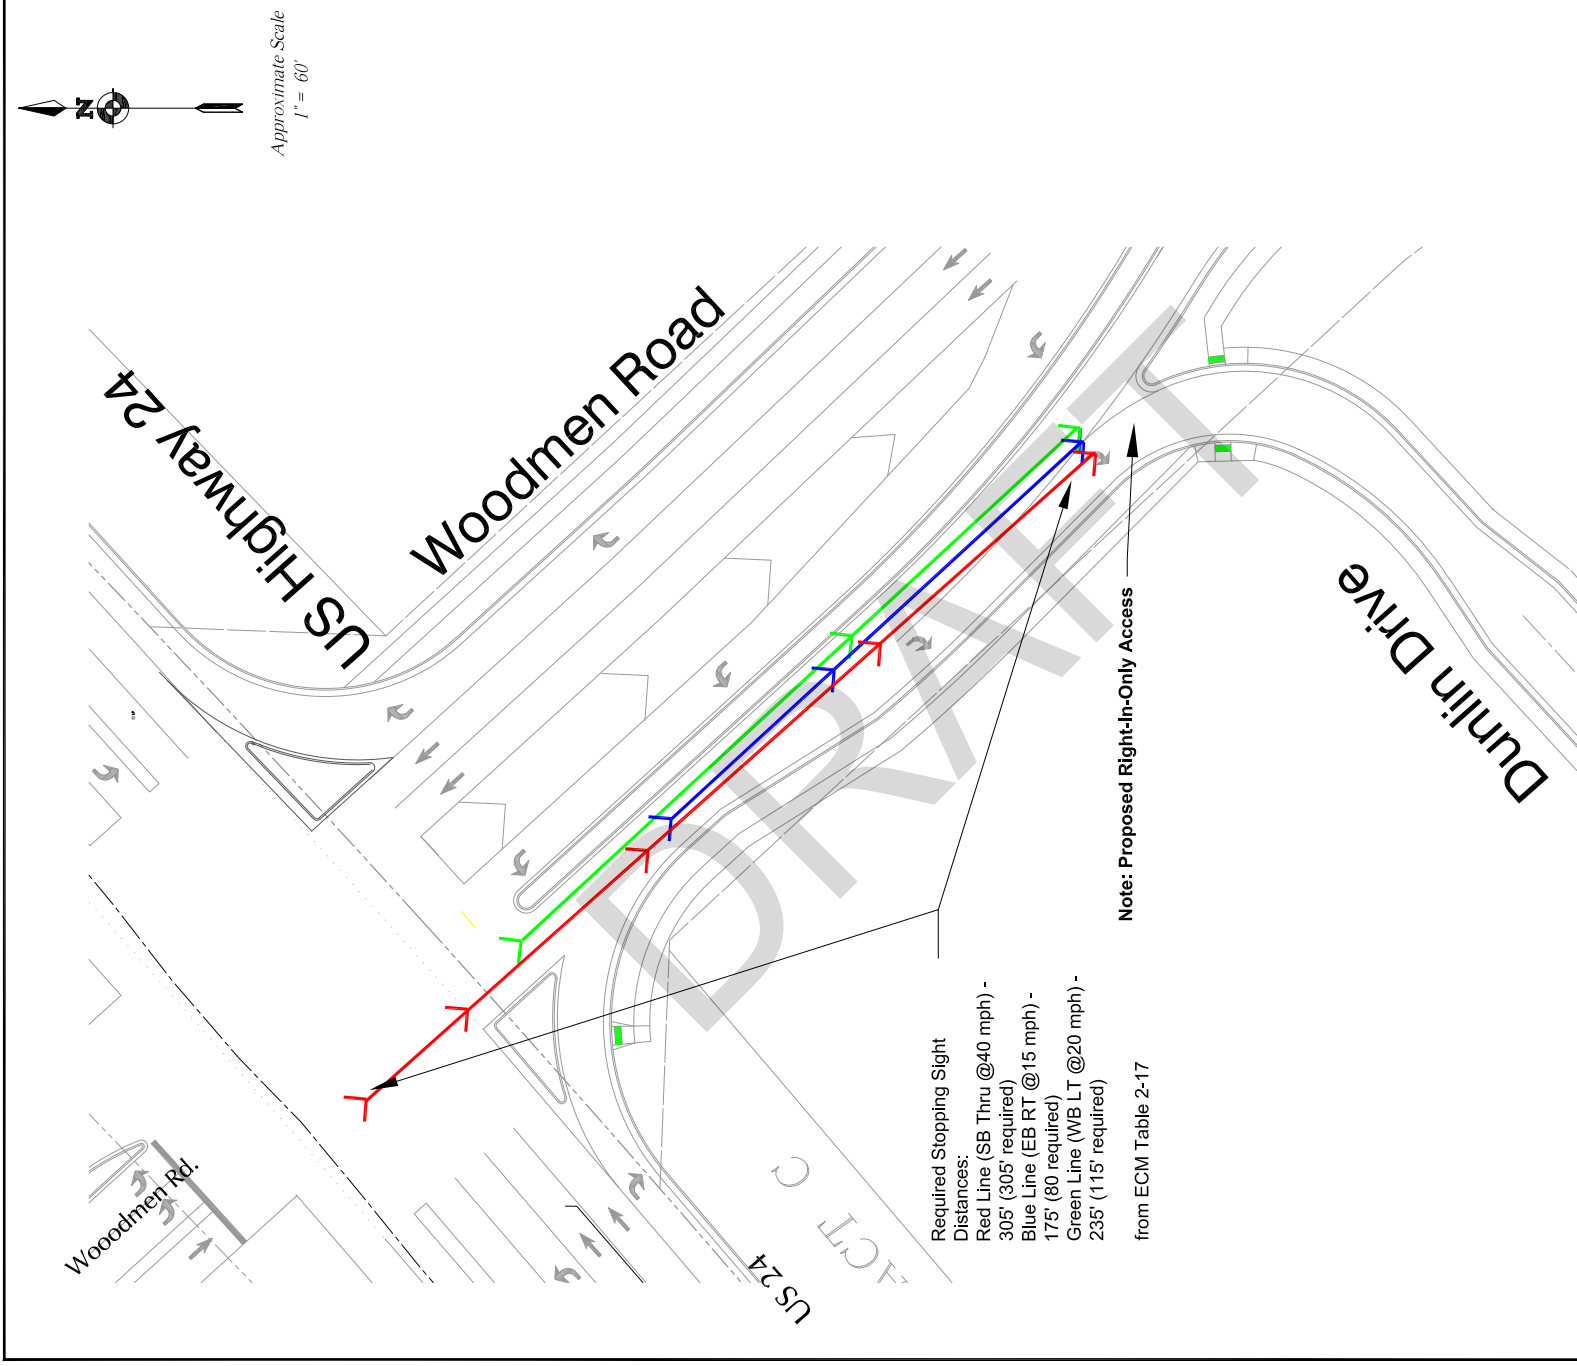 N
Approximate Scale
1" = 60'
US Highway 24
Woodmen Road
DRAFT
Note: Proposed Right-In-Only Access
Dunlin Drive
Wooodmen Rd.
US 24
ACT C
Required Stopping Sight
Distances:
Red Line (SB Thru @40 mph) -
305' (305' required)
Blue Line (EB RT @15 mph) -
175' (80 required)
Green Line (WB LT @20 mph) -
235' (115' required)
from ECM Table 2-17